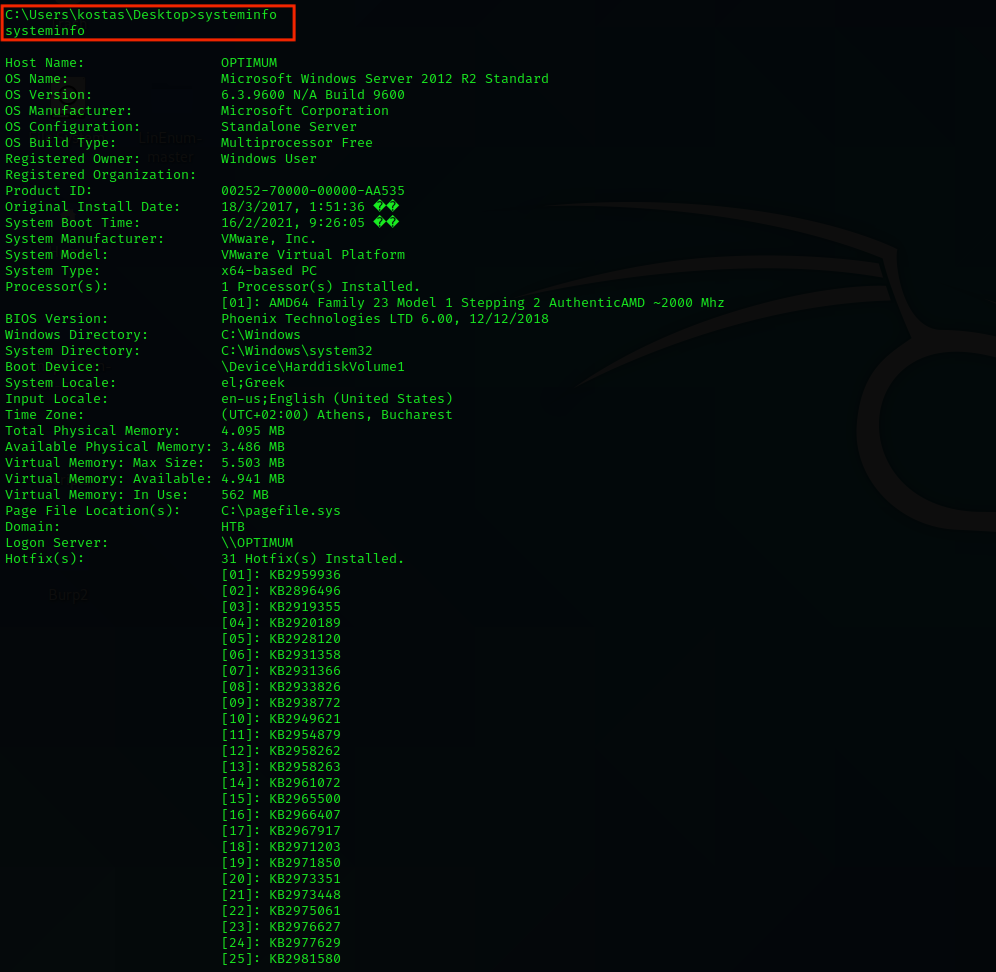 C:\Users\kostas\Desktop>systeminfo
systeminfo
Host Name: OPTIMUM
OS Name: Microsoft Windows Server 2012 R2 Standard
OS Version: 6.3.9600 N/A Build 9600
OS Manufacturer: Microsoft Corporation
OS Configuration: Standalone Server
OS Build Type: Multiprocessor Free
Registered Owner: Windows User
Registered Organization:
Product ID: 00252-70000-00000-AA535
Original Install Date: 18/3/2017, 1:51:36 ��
System Boot Time: 16/2/2021, 9:26:05 ��
System Manufacturer: VMware, Inc.
System Model: VMware Virtual Platform
System Type: x64-based PC
Processor(s): 1 Processor(s) Installed.
[01]: AMD64 Family 23 Model 1 Stepping 2 AuthenticAMD ~2000 Mhz
BIOS Version: Phoenix Technologies LTD 6.00, 12/12/2018
Windows Directory: C:\Windows
System Directory: C:\Windows\system32
Boot Device: \Device\HarddiskVolume1
System Locale: el;Greek
Input Locale: en-us;English (United States)
Time Zone: (UTC+02:00) Athens, Bucharest
Total Physical Memory: 4.095 MB
Available Physical Memory: 3.486 MB
Virtual Memory: Max Size: 5.503 MB
Virtual Memory: Available: 4.941 MB
Virtual Memory: In Use: 562 MB
Page File Location(s): C:\pagefile.sys
Domain: HTB
Logon Server: \\OPTIMUM
Hotfix(s): 31 Hotfix(s) Installed.
[01]: KB2959936
[02]: KB2896496
[03]: KB2919355
[04]: KB2920189
[05]: KB2928120
[06]: KB2931358
[07]: KB2931366
[08]: KB2933826
[09]: KB2938772
[10]: KB2949621
[11]: KB2954879
[12]: KB2958262
[13]: KB2958263
[14]: KB2961072
[15]: KB2965500
[16]: KB2966407
[17]: KB2967917
[18]: KB2971203
[19]: KB2971850
[20]: KB2973351
[21]: KB2973448
[22]: KB2975061
[23]: KB2976627
[24]: KB2977629
[25]: KB2981580
Burp2